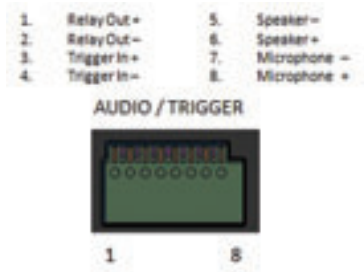 1. Relay Out +
2. Relay Out –
3. Trigger In +
4. Trigger In –
5. Speaker –
6. Speaker +
7. Microphone –
8. Microphone +
AUDIO / TRIGGER
1 8